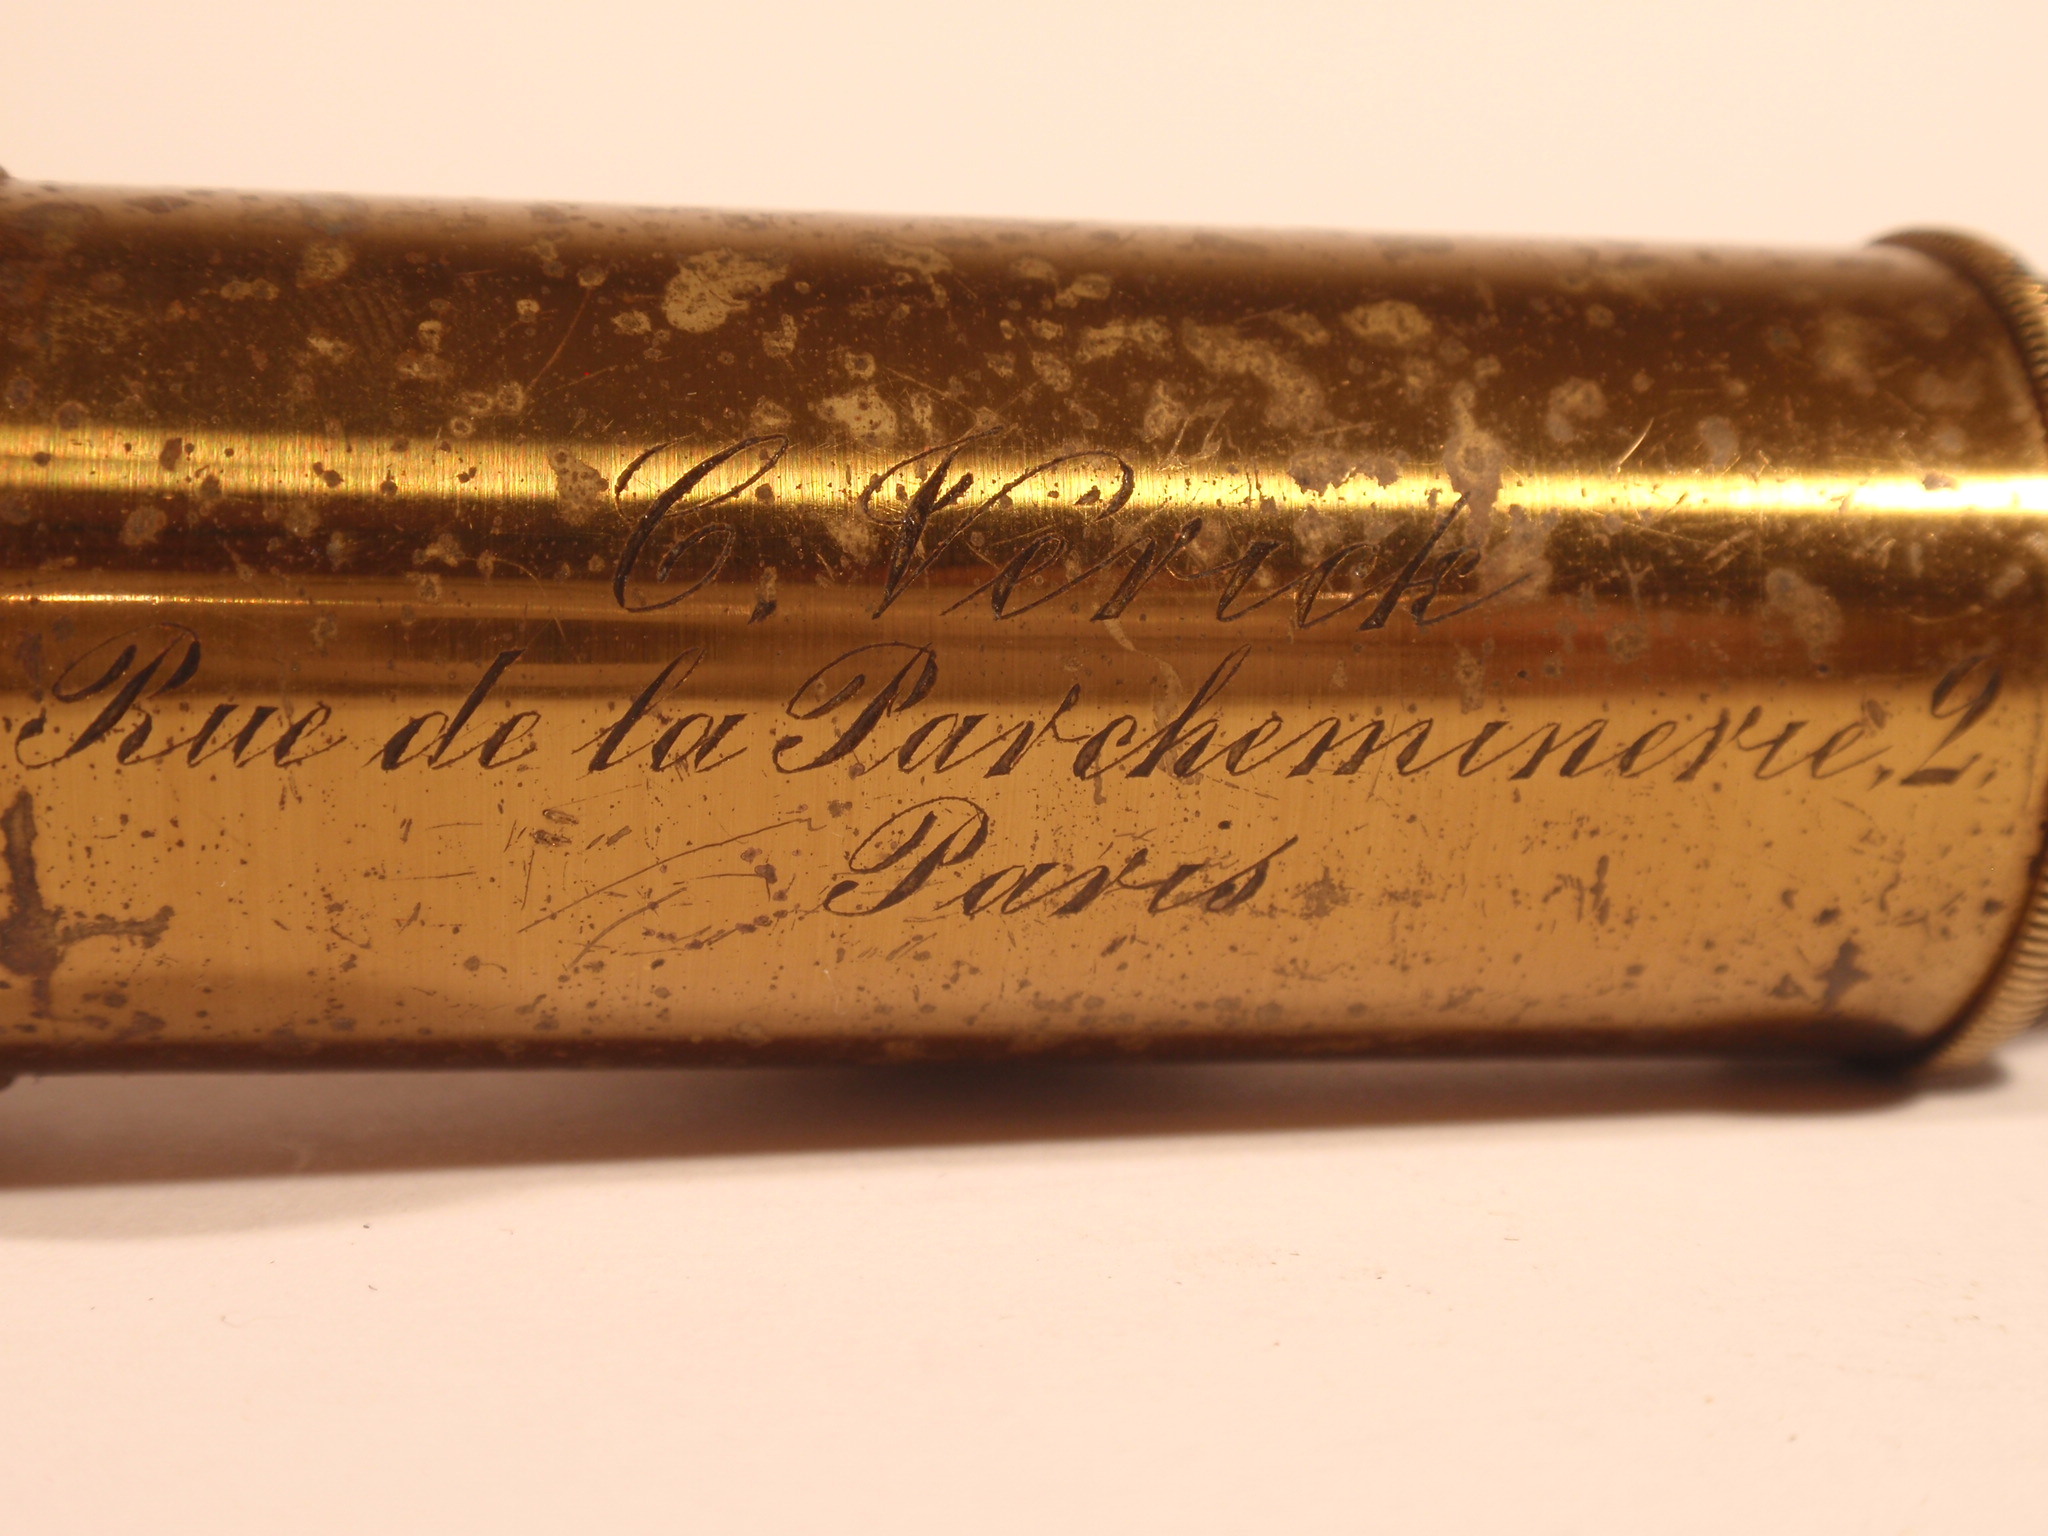 C. Verick
Rue de la Parcheminerie, 2,
Paris